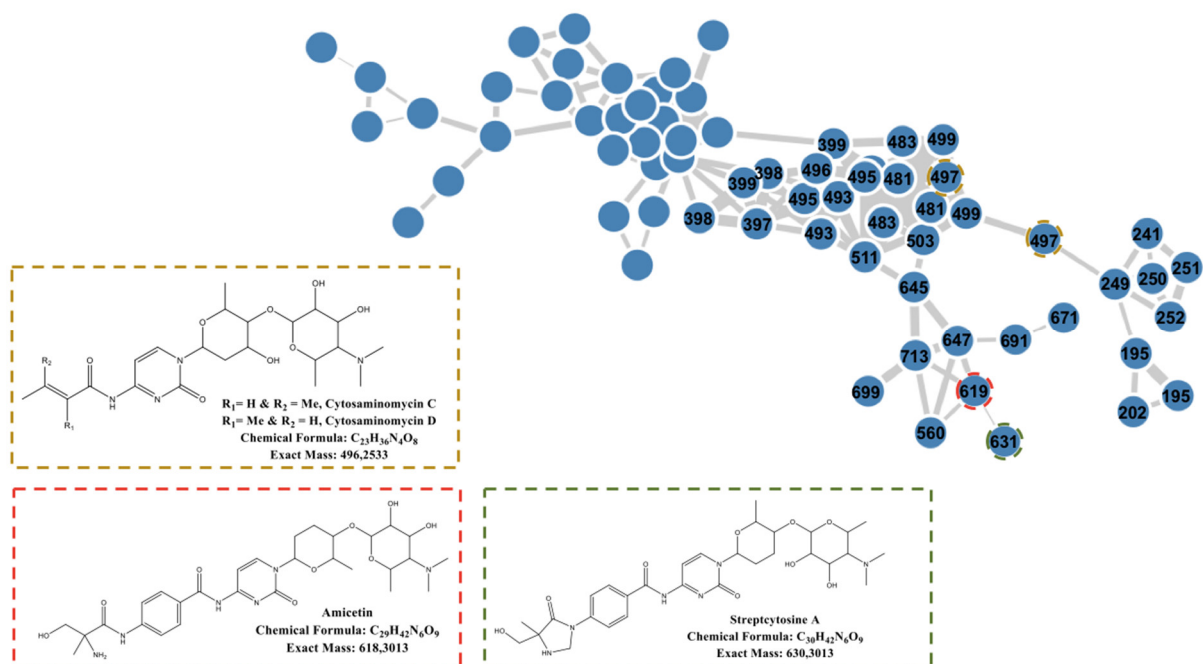 399
483
499
398
496
495
481
497
399
495
493
481
499
398
397
493
483
503
497
241
511
249
250
251
645
252
671
647
691
713
195
699
619
202
195
560
631
R2
O
N
H
R1
N
O
N
O
OH
O
O
OH
OH
N
R1= H & R2 = Me, Cytosaminomycin C
R1= Me & R2 = H, Cytosaminomycin D
Chemical Formula: C23H36N4O8
Exact Mass: 496,2533
HO
NH2
O
N
H
O
N
H
N
O
N
O
O
O
OH
OH
N
Amicetin
Chemical Formula: C29H42N6O9
Exact Mass: 618,3013
HO
HN
O
N
O
N
H
N
O
N
O
O
O
HO
OH
N
Streptcytosine A
Chemical Formula: C30H42N6O9
Exact Mass: 630,3013